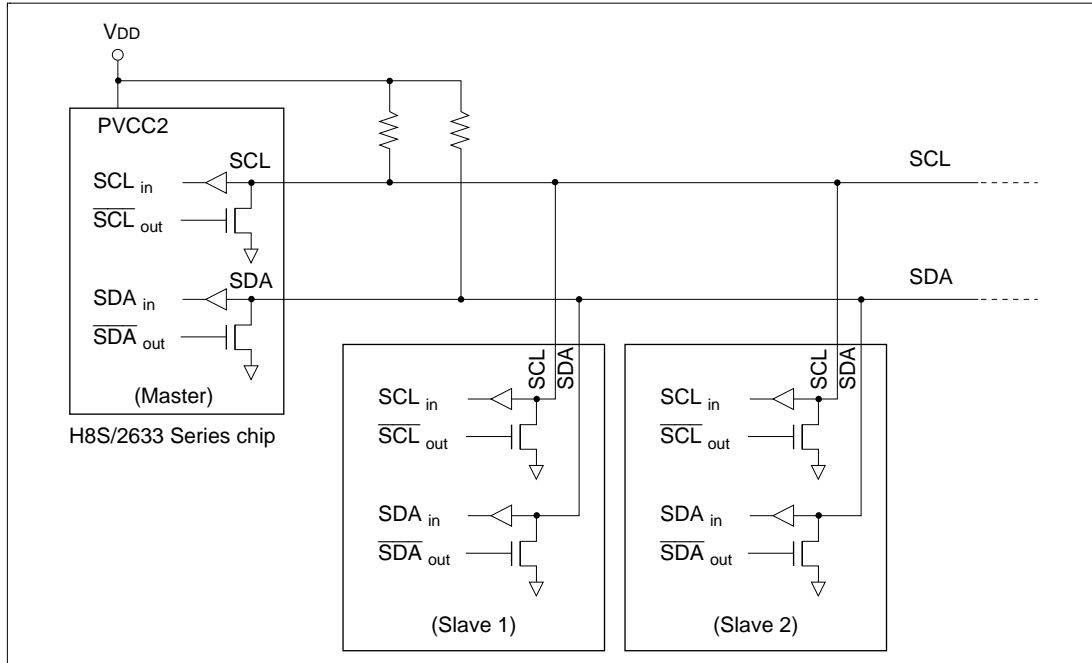 VDD
PVCC2
SCL
SCL in
SCL out
SDA
SDA in
SDA out
(Master)
H8S/2633 Series chip
SCL
SDA
SCL
SDA
SCL in
SCL out
SDA in
SDA out
(Slave 1)
SCL
SDA
SCL in
SCL out
SDA in
SDA out
(Slave 2)